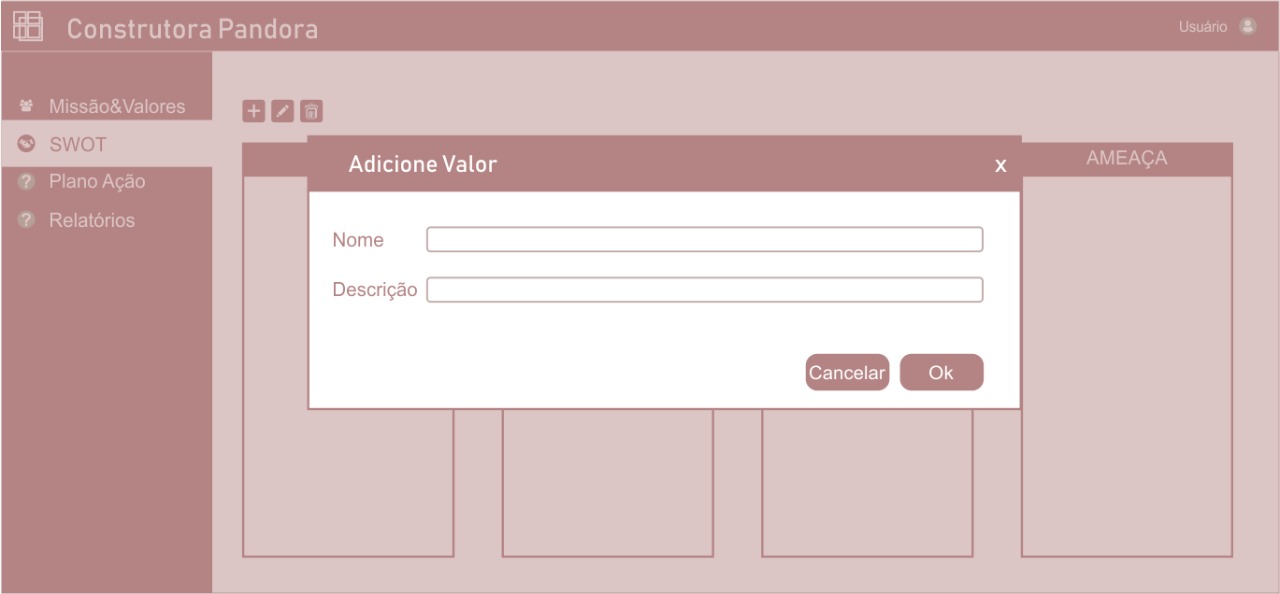 Construtora Pandora
Usuário
Missão&Valores
SWOT
Plano Ação
Relatórios
Adicione Valor
x
AMEAÇA
Nome
Descrição
Cancelar
Ok